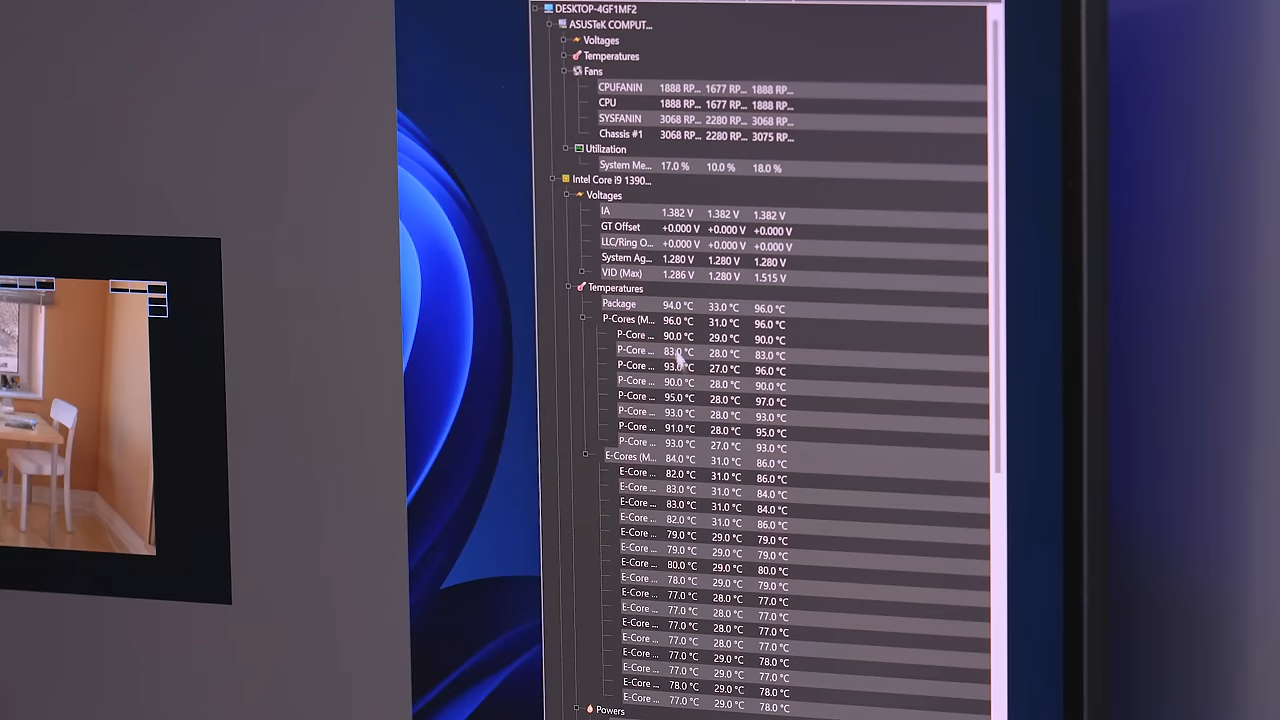 DESKTOP-4GF1MF2
ASUSTeK COMPUT...
Voltages
Temperatures
Fans
CPUFANIN 1888 RP... 1677 RP... 1888 RP...
CPU 1888 RP... 1677 RP... 1888 RP...
SYSFANIN 3068 RP... 2280 RP... 3068 RP...
Chassis #1 3068 RP... 2280 RP... 3075 RP...
Utilization
System Me... 17.0 % 10.0 % 18.0 %
Intel Core i9 1390...
Voltages
IA 1.382 V 1.382 V 1.382 V
GT Offset +0.000 V +0.000 V +0.000 V
LLC/Ring O... +0.000 V +0.000 V +0.000 V
System Ag... 1.280 V 1.280 V 1.280 V
VID (Max) 1.286 V 1.280 V 1.515 V
Temperatures
Package 94.0 °C 33.0 °C 96.0 °C
P-Cores (M... 96.0 °C 31.0 °C 96.0 °C
P-Core ... 90.0 °C 29.0 °C 90.0 °C
P-Core ... 83.0 °C 28.0 °C 83.0 °C
P-Core ... 93.0 °C 27.0 °C 96.0 °C
P-Core ... 90.0 °C 28.0 °C 90.0 °C
P-Core ... 95.0 °C 28.0 °C 97.0 °C
P-Core ... 93.0 °C 28.0 °C 93.0 °C
P-Core ... 91.0 °C 28.0 °C 95.0 °C
P-Core ... 93.0 °C 27.0 °C 93.0 °C
E-Cores (M... 84.0 °C 31.0 °C 86.0 °C
E-Core ... 82.0 °C 31.0 °C 86.0 °C
E-Core ... 83.0 °C 31.0 °C 84.0 °C
E-Core ... 83.0 °C 31.0 °C 84.0 °C
E-Core ... 82.0 °C 31.0 °C 86.0 °C
E-Core ... 79.0 °C 29.0 °C 79.0 °C
E-Core ... 79.0 °C 29.0 °C 79.0 °C
E-Core ... 80.0 °C 29.0 °C 80.0 °C
E-Core ... 78.0 °C 29.0 °C 79.0 °C
E-Core ... 77.0 °C 28.0 °C 77.0 °C
E-Core ... 77.0 °C 28.0 °C 77.0 °C
E-Core ... 77.0 °C 28.0 °C 77.0 °C
E-Core ... 77.0 °C 28.0 °C 77.0 °C
E-Core ... 77.0 °C 29.0 °C 78.0 °C
E-Core ... 77.0 °C 29.0 °C 77.0 °C
E-Core ... 78.0 °C 29.0 °C 78.0 °C
E-Core ... 77.0 °C 29.0 °C 78.0 °C
Powers